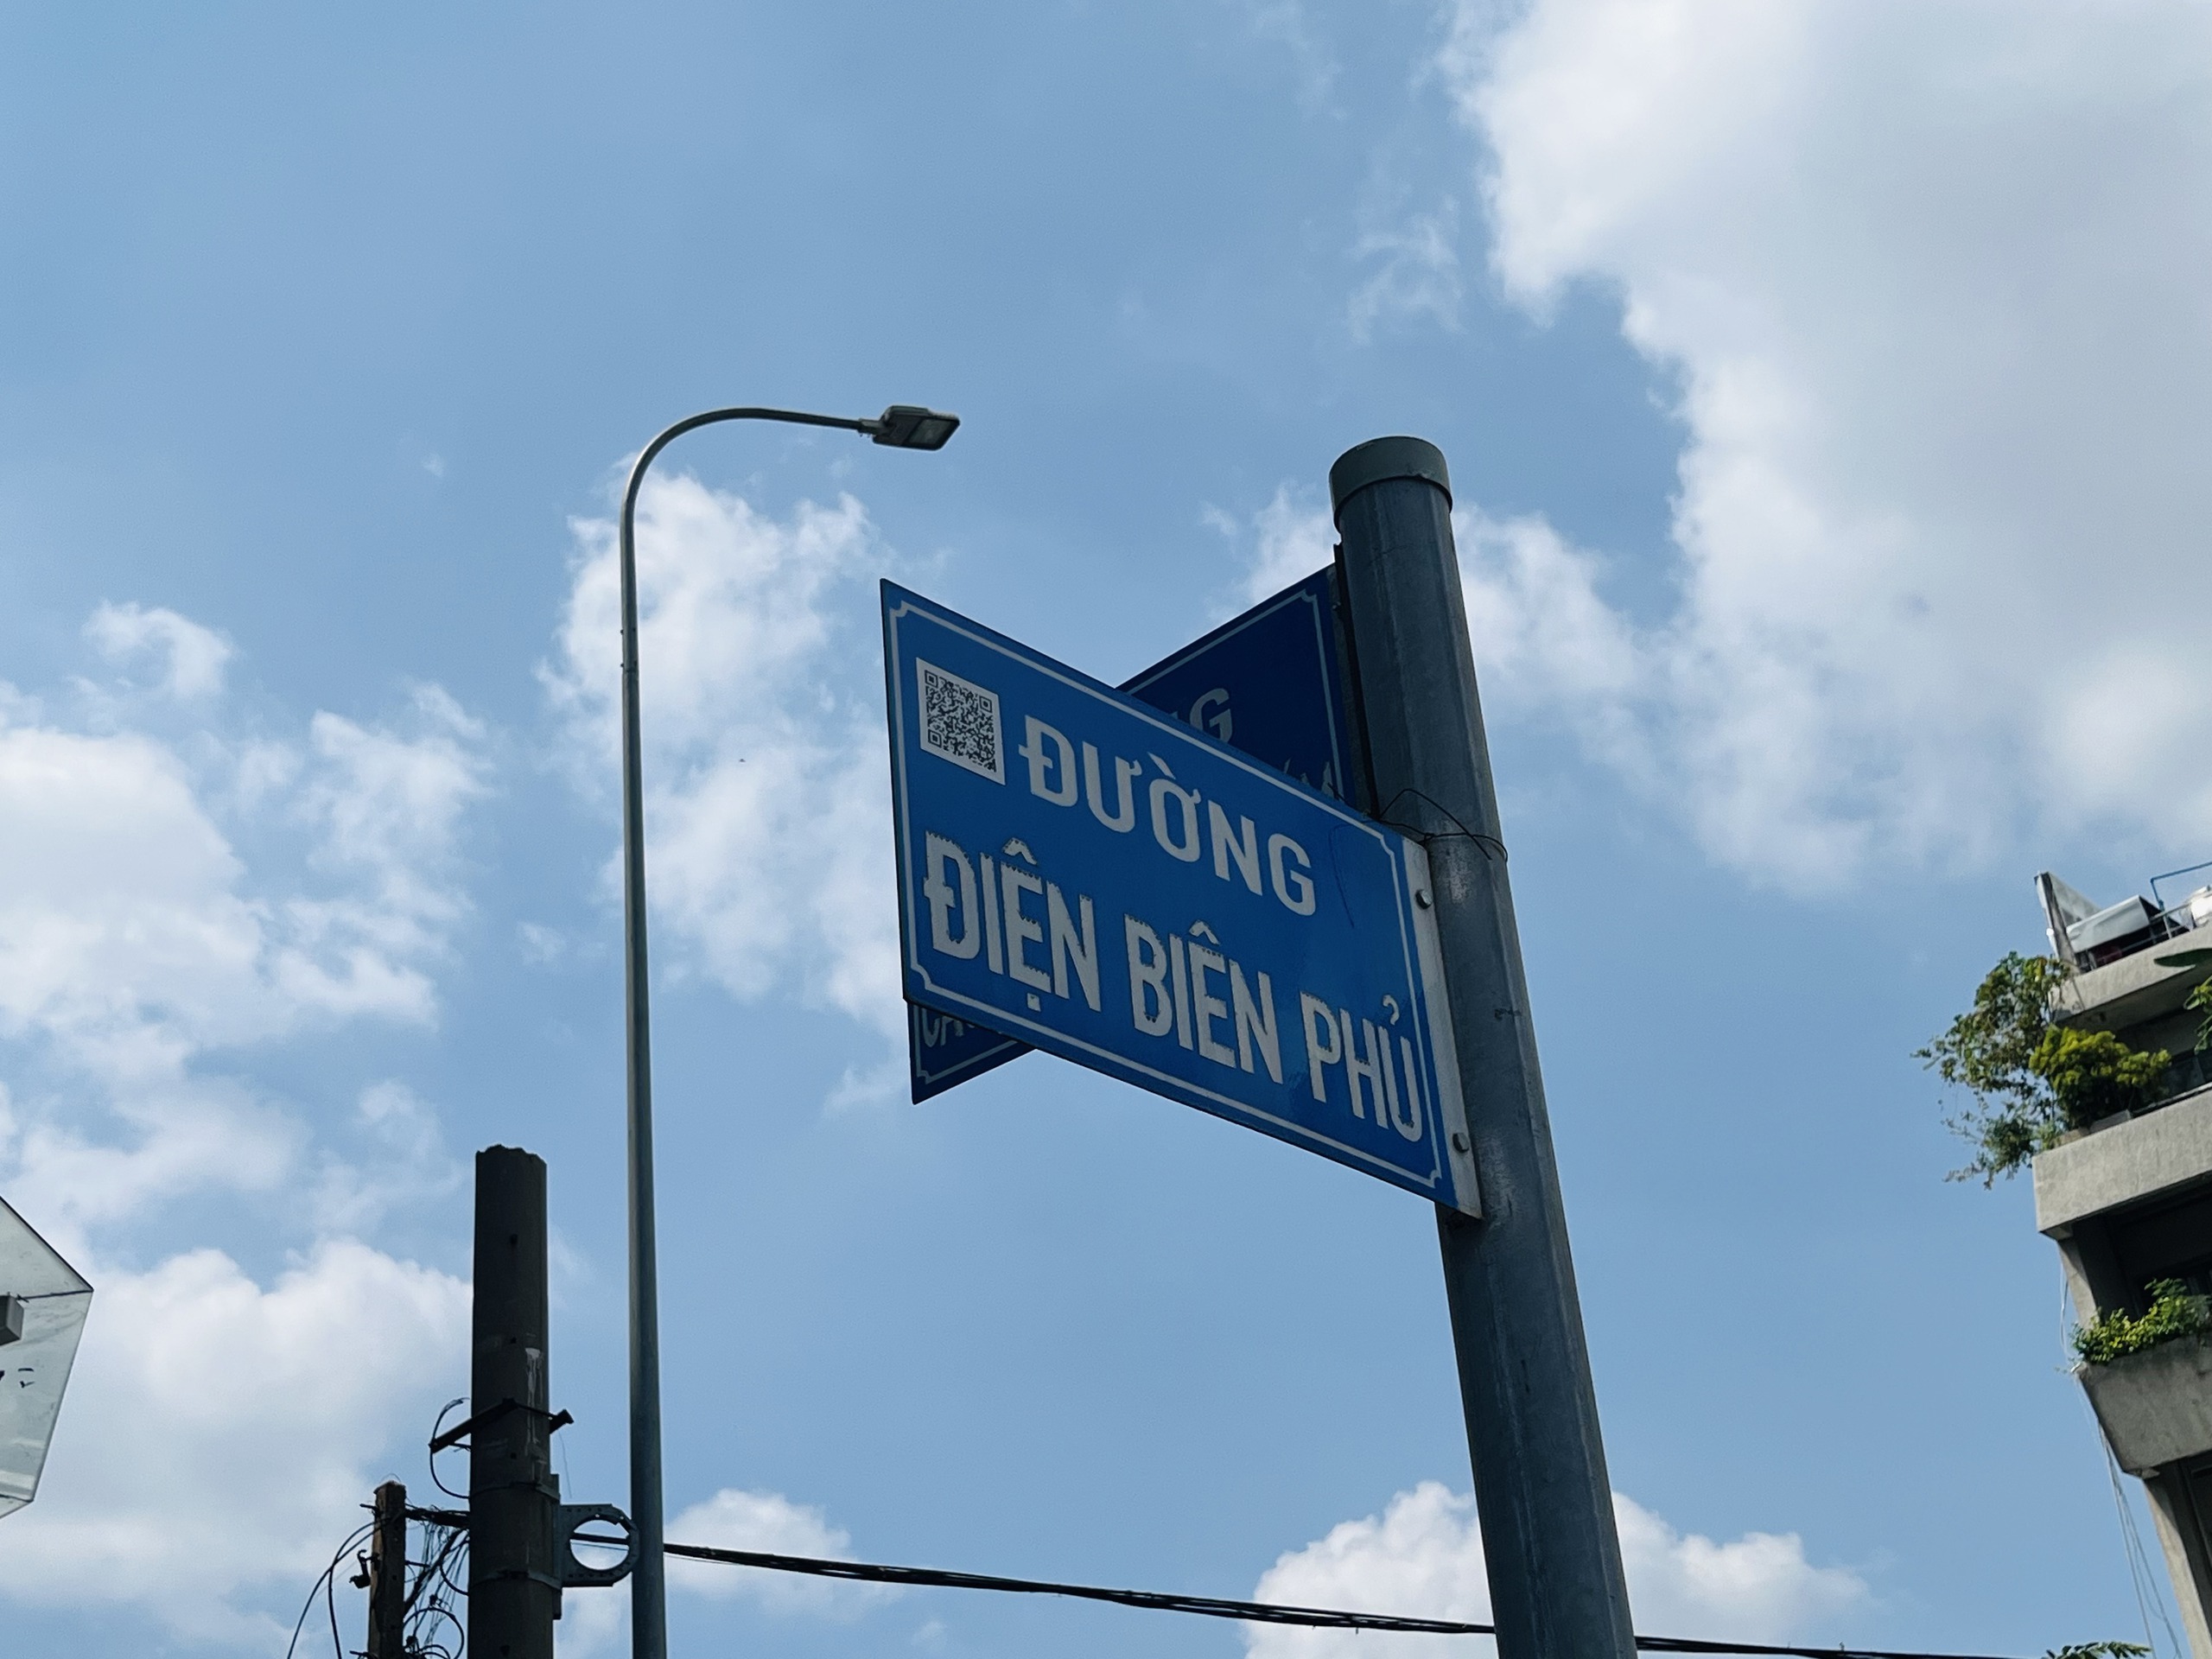 ĐƯỜNG
ĐIỆN BIÊN PHỦ